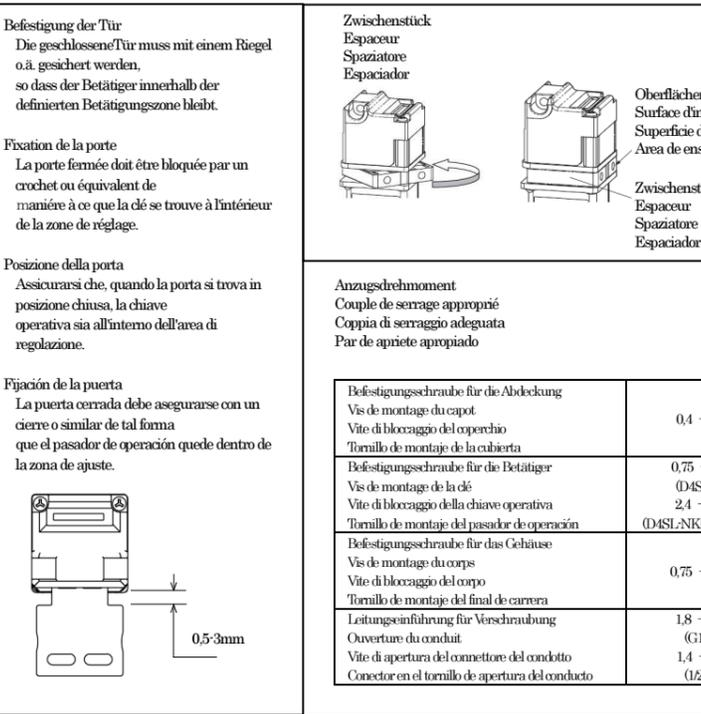 Befestigung der Tür
Die geschlosseneTür muss mit einem Riegel
o.ä. gesichert werden,
so dass der Betätiger innerhalb der
definierten Betätigungszone bleibt.
Fixation de la porte
La porte fermée doit être bloquée par un
crochet ou équivalent de
maniére à ce que la clé se trouve à l'intérieur
de la zone de réglage.
Posizione della porta
Assicurarsi che, quando la porta si trova in
posizione chiusa, la chiave
operativa sia all'interno dell'area di
regolazione.
Fijación de la puerta
La puerta cerrada debe asegurarse con un
cierre o similar de tal forma
que el pasador de operación quede dentro de
la zona de ajuste.
0,5-3mm
Zwischenstück
Espaceur
Spaziatore
Espaciador
Oberflächen
Surface d'in
Superficie d
Area de ens
Zwischenst
Espaceur
Spaziatore
Espaciador
Anzugsdrehmoment
Couple de serrage approprié
Coppia di serraggio adeguata
Par de apriete apropiado
Befestigungsschraube für die Abdeckung
Vis de montage du capot
Vite di bloccaggio del coperchio
Tornillo de montaje de la cubierta
0,4 -
Befestigungsschraube für die Betätiger
Vis de montage de la clé
Vite di bloccaggio della chiave operativa
Tornillo de montaje del pasador de operación
0,75
(D4S
2,4 -
(D4SL-NK
Befestigungsschraube für das Gehäuse
Vis de montage du corps
Vite di bloccaggio del corpo
Tornillo de montaje del final de carrera
0,75 -
Leitungseinführung für Verschraubung
Ouverture du conduit
Vite di apertura del connettore del condotto
Conector en el tornillo de apertura del conducto
1,8 -
(G1
1,4 -
(1/2